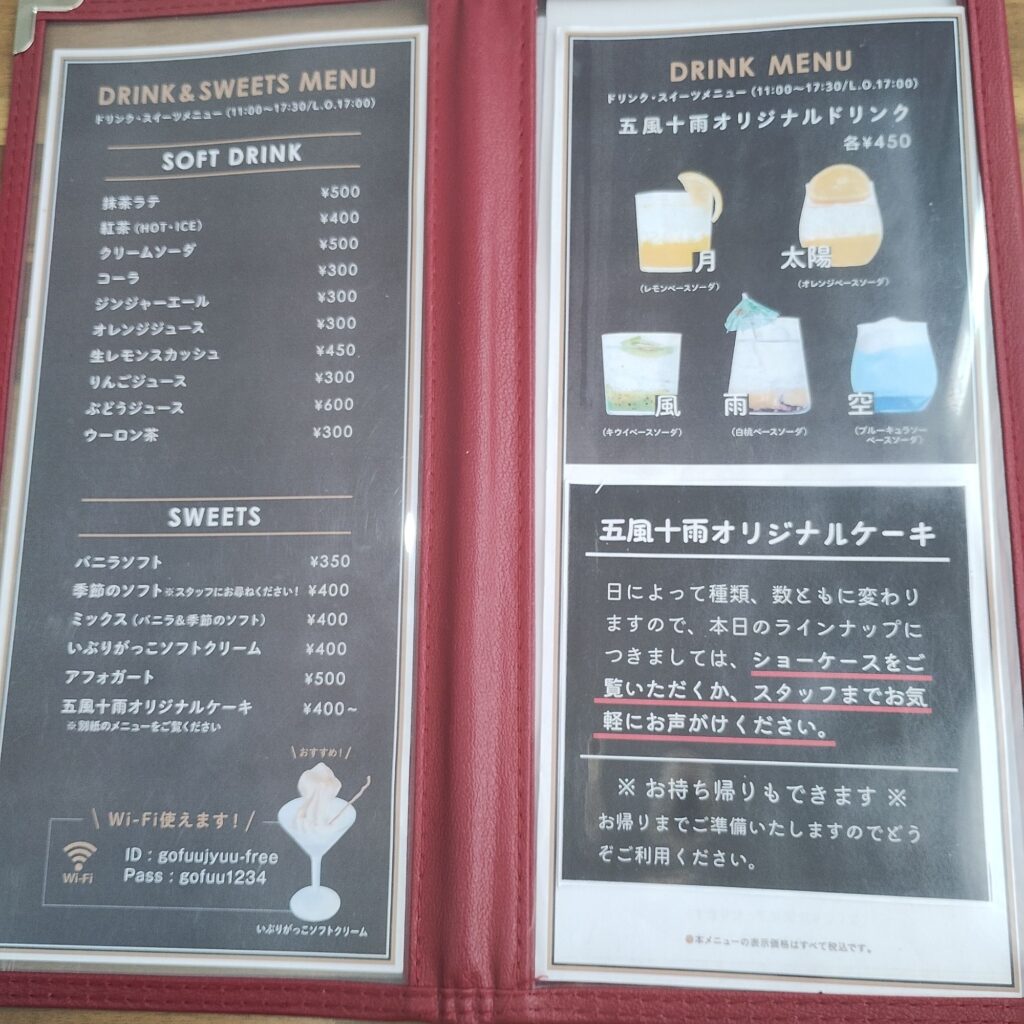 DRINK&SWEETS MENU
ドリンク・スイーツメニュー(11:00〜17:30/L.O.17:00)
SOFT DRINK
抹茶ラテ ¥500
紅茶(HOT・ICE) ¥400
クリームソーダ ¥500
コーラ ¥300
ジンジャーエール ¥300
オレンジジュース ¥300
生レモンスカッシュ ¥450
りんごジュース ¥300
ぶどうジュース ¥600
ウーロン茶 ¥300
SWEETS
バニラソフト ¥350
季節のソフト※スタッフにお尋ねください! ¥400
ミックス(バニラ&季節のソフト) ¥400
いぶりがっこソフトクリーム ¥400
アフォガート ¥500
五風十雨オリジナルケーキ ¥400~
※別紙のメニューをご覧ください
\おすすめ!/
\Wi-Fi使えます!/
Wi-Fi
ID : gofuujyuu-free
Pass : gofuu1234
いぶりがっこソフトクリーム
DRINK MENU
ドリンク・スイーツメニュー(11:00〜17:30/L.O.17:00)
五風十雨オリジナルドリンク
各¥450
月
(レモンベースソーダ)
太陽
(オレンジベースソーダ)
風
(キウイベースソーダ)
雨
(白桃ベースソーダ)
空
(ブルーキュラソー
ベースソーダ)
五風十雨オリジナルケーキ
日によって種類、数ともに変わり
ますので、本日のラインナップに
つきましては、ショーケースをご
覧いただくか、スタッフまでお気
軽にお声がけください。
※ お持ち帰りもできます ※
お帰りまでご準備いたしますのでどう
ぞご利用ください。
●本メニューの表示価格はすべて税込です。